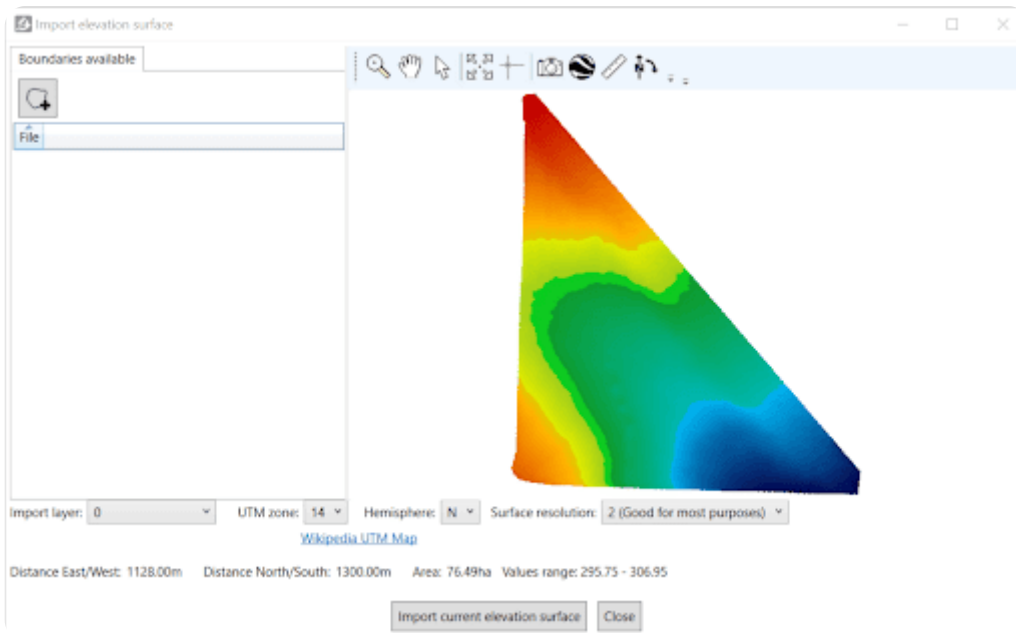 Import elevation surface
Boundaries available
File
Import layer: 0 UTM zone: 14 Hemisphere: N Surface resolution: 2 (Good for most purposes)
Wikipedia UTM Map
Distance East/West: 1128.00m Distance North/South: 1300.00m Area: 76.49ha Values range: 295.75 - 306.95
Import current elevation surface Close